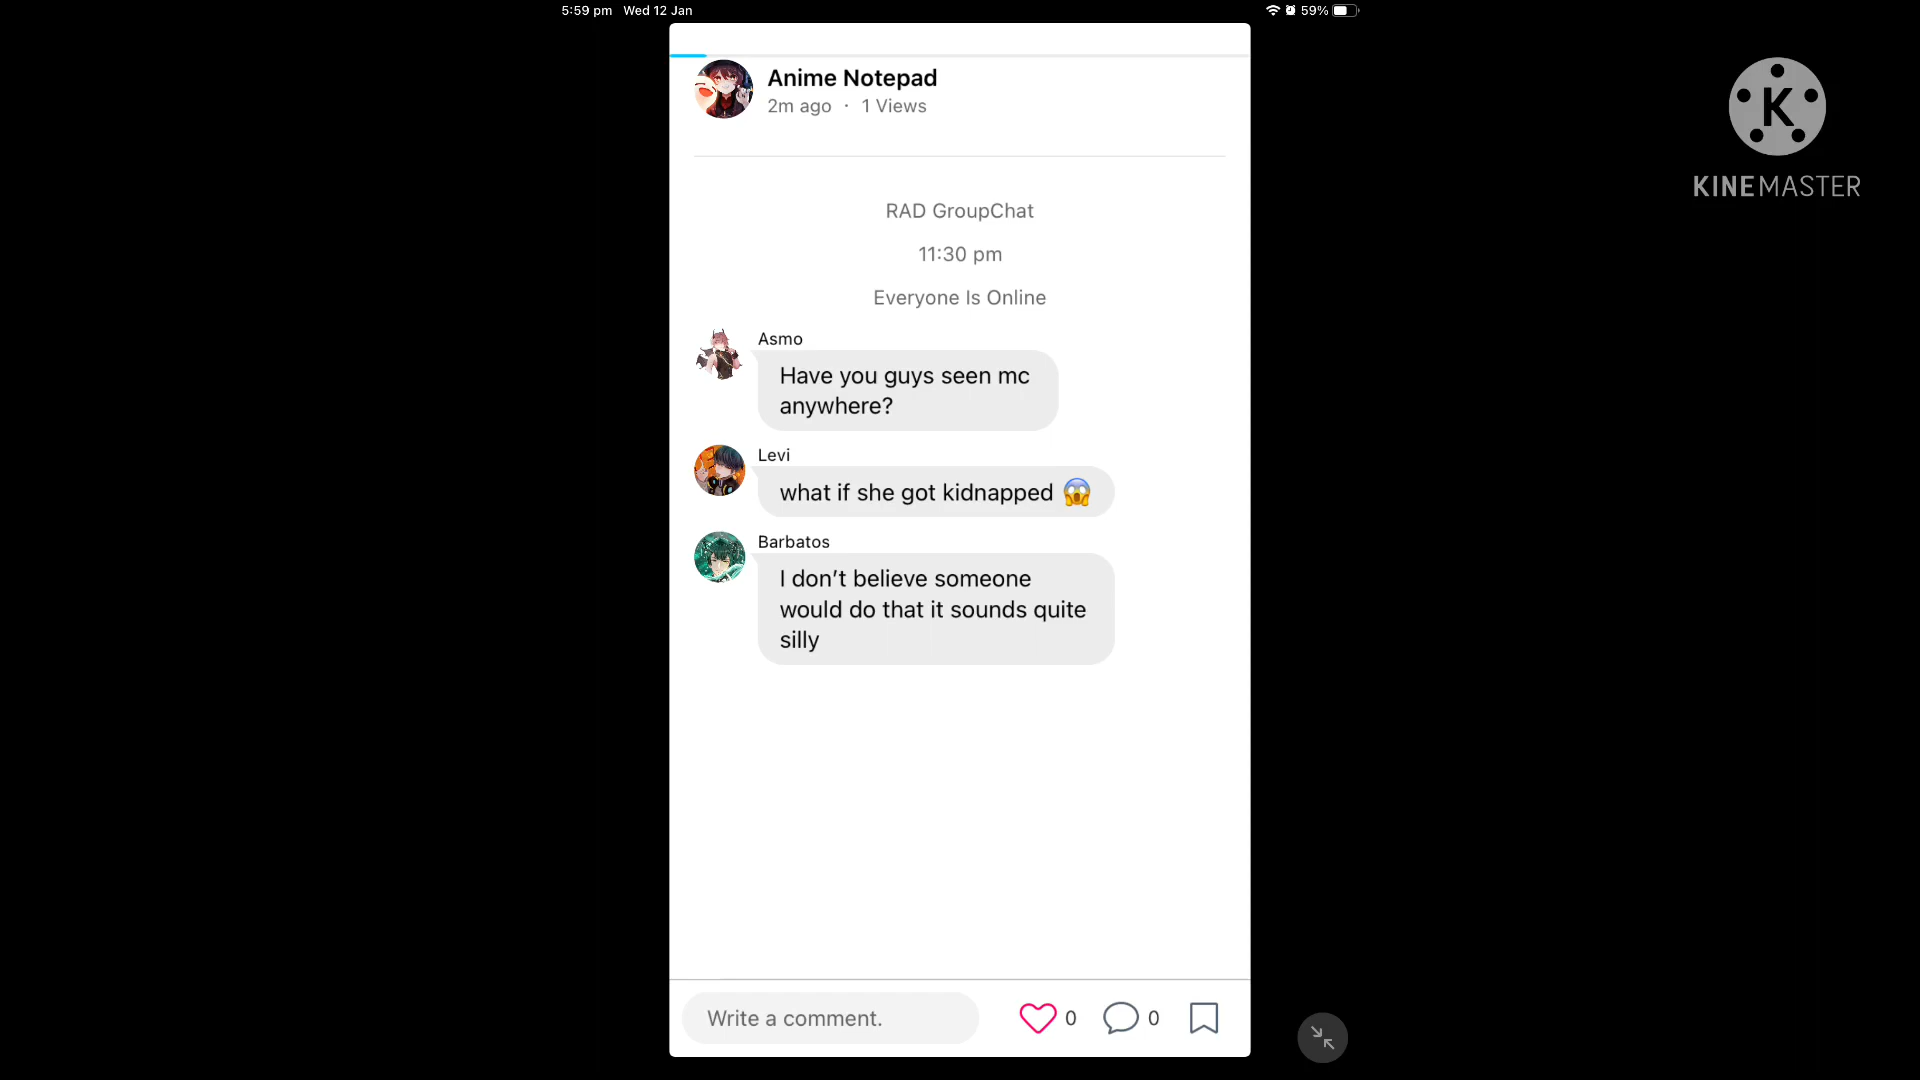 5:59 pm Wed 12 Jan
59%
Anime Notepad
2m ago · 1 Views
KINEMASTER
RAD GroupChat
11:30 pm
Everyone Is Online
Asmo
Have you guys seen mc
anywhere?
Levi
what if she got kidnapped 😱
Barbatos
I don’t believe someone
would do that it sounds quite
silly
Write a comment.
0
0